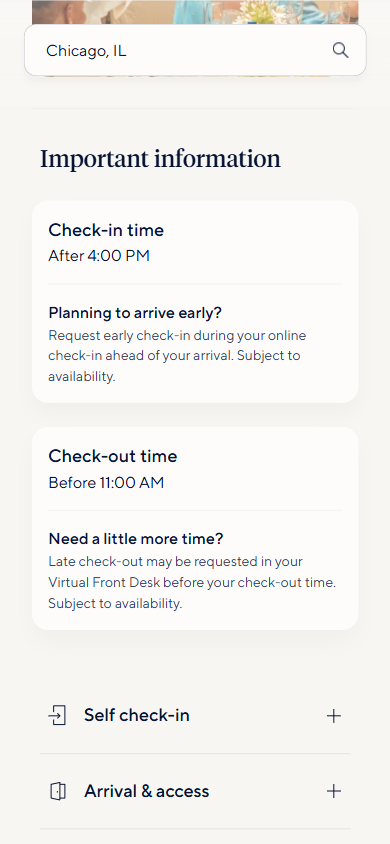 Chicago, IL
Important information
Check-in time
After 4:00 PM
Planning to arrive early?
Request early check-in during your online
check-in ahead of your arrival. Subject to
availability.
Check-out time
Before 11:00 AM
Need a little more time?
Late check-out may be requested in your
Virtual Front Desk before your check-out time.
Subject to availability.
Self check-in
Arrival & access